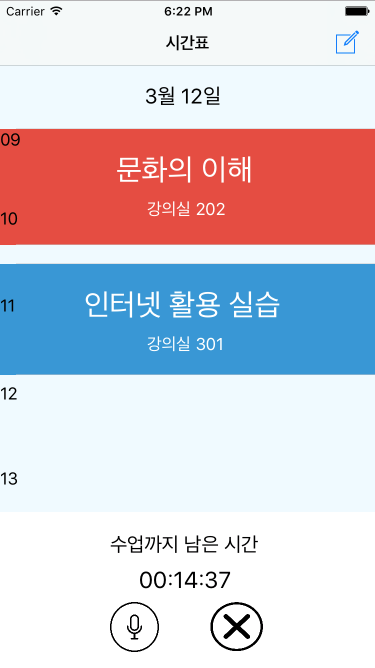 Carrier 6:22 PM
시간표
3월 12일
09
문화의 이해
강의실 202
10
인터넷 활용 실습
11
강의실 301
12
13
수업까지 남은 시간
00:14:37